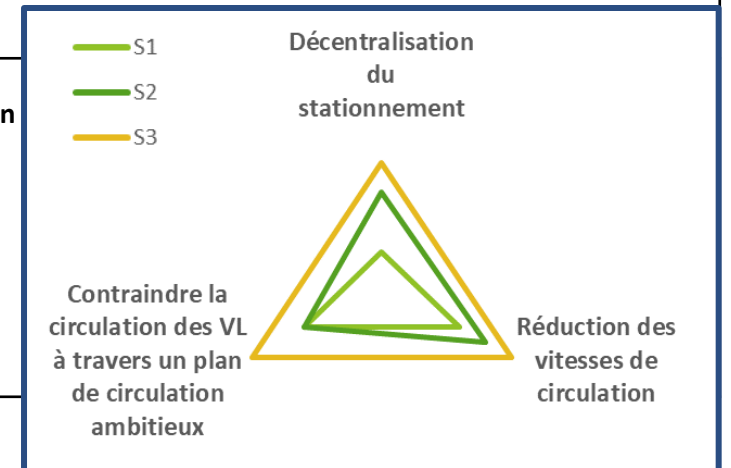 S1
S2
S3
n
Décentralisation
du
stationnement
Contraindre la
circulation des VL
à travers un plan
de circulation
ambitieux
Réduction des
vitesses de
circulation